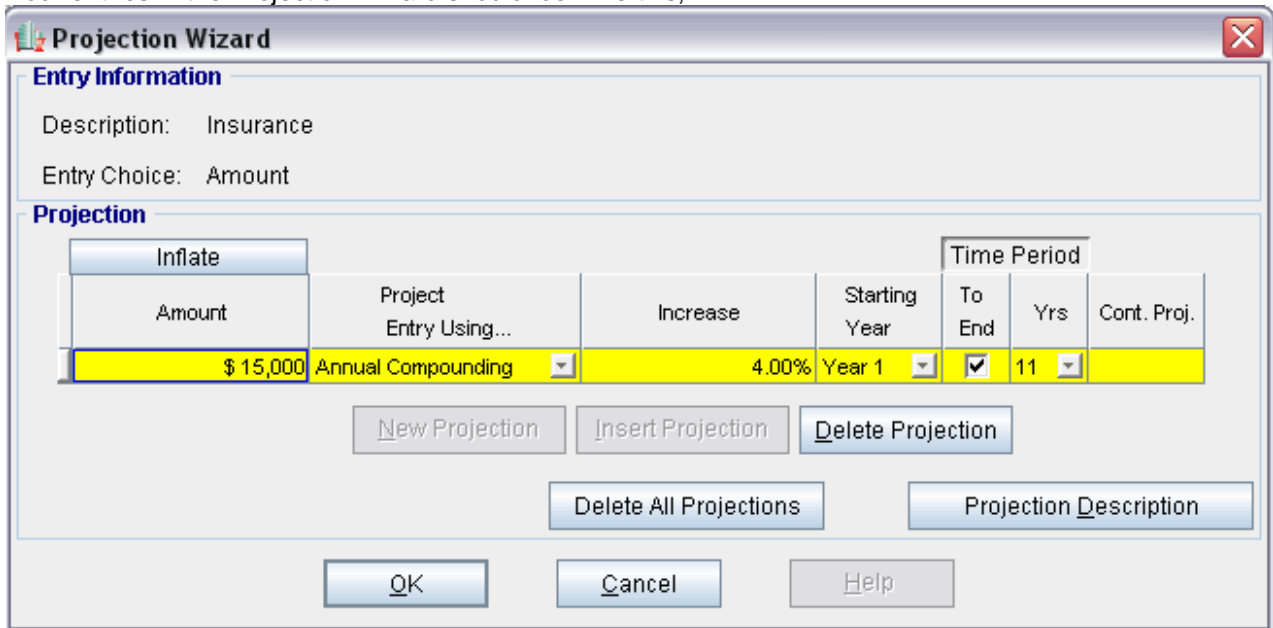 Projection Wizard
Entry Information
Description: Insurance
Entry Choice: Amount
Projection
Inflate
Time Period
Amount
Project
Entry Using...
Increase
Starting
Year
To
End
Yrs
Cont. Proj.
$ 15,000 Annual Compounding 4.00% Year 1 11
New Projection Insert Projection Delete Projection
Delete All Projections Projection Description
OK Cancel Help